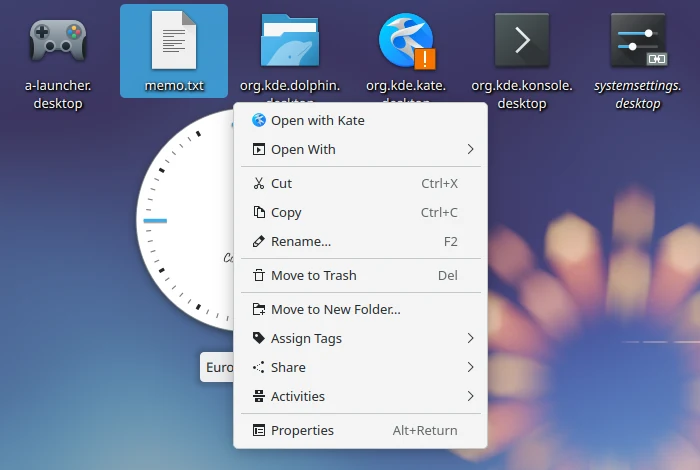 a-launcher.
desktop
memo.txt
org.kde.dolphin.
desktop
org.kde.kate.
desktop
org.kde.konsole.
desktop
systemsettings.
desktop
Open with Kate
Open With
Cut Ctrl+X
Copy Ctrl+C
Rename... F2
Move to Trash Del
Move to New Folder...
Assign Tags
Share
Activities
Properties Alt+Return
Euro